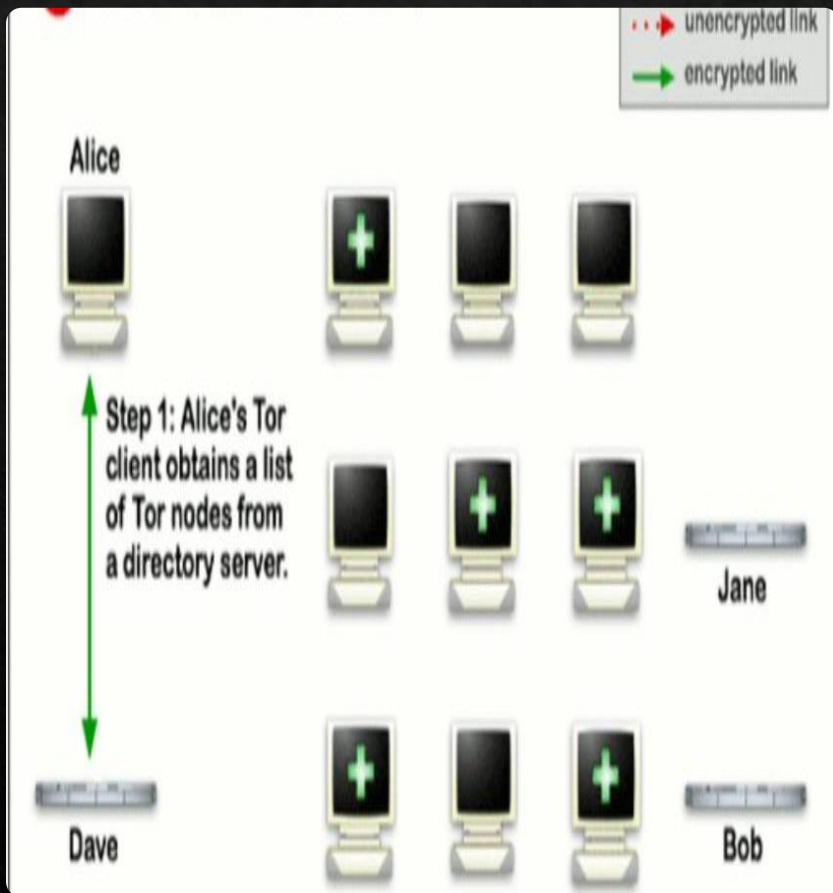 unencrypted link
encrypted link
Alice
Step 1: Alice's Tor
client obtains a list
of Tor nodes from
a directory server.
Jane
Dave
Bob